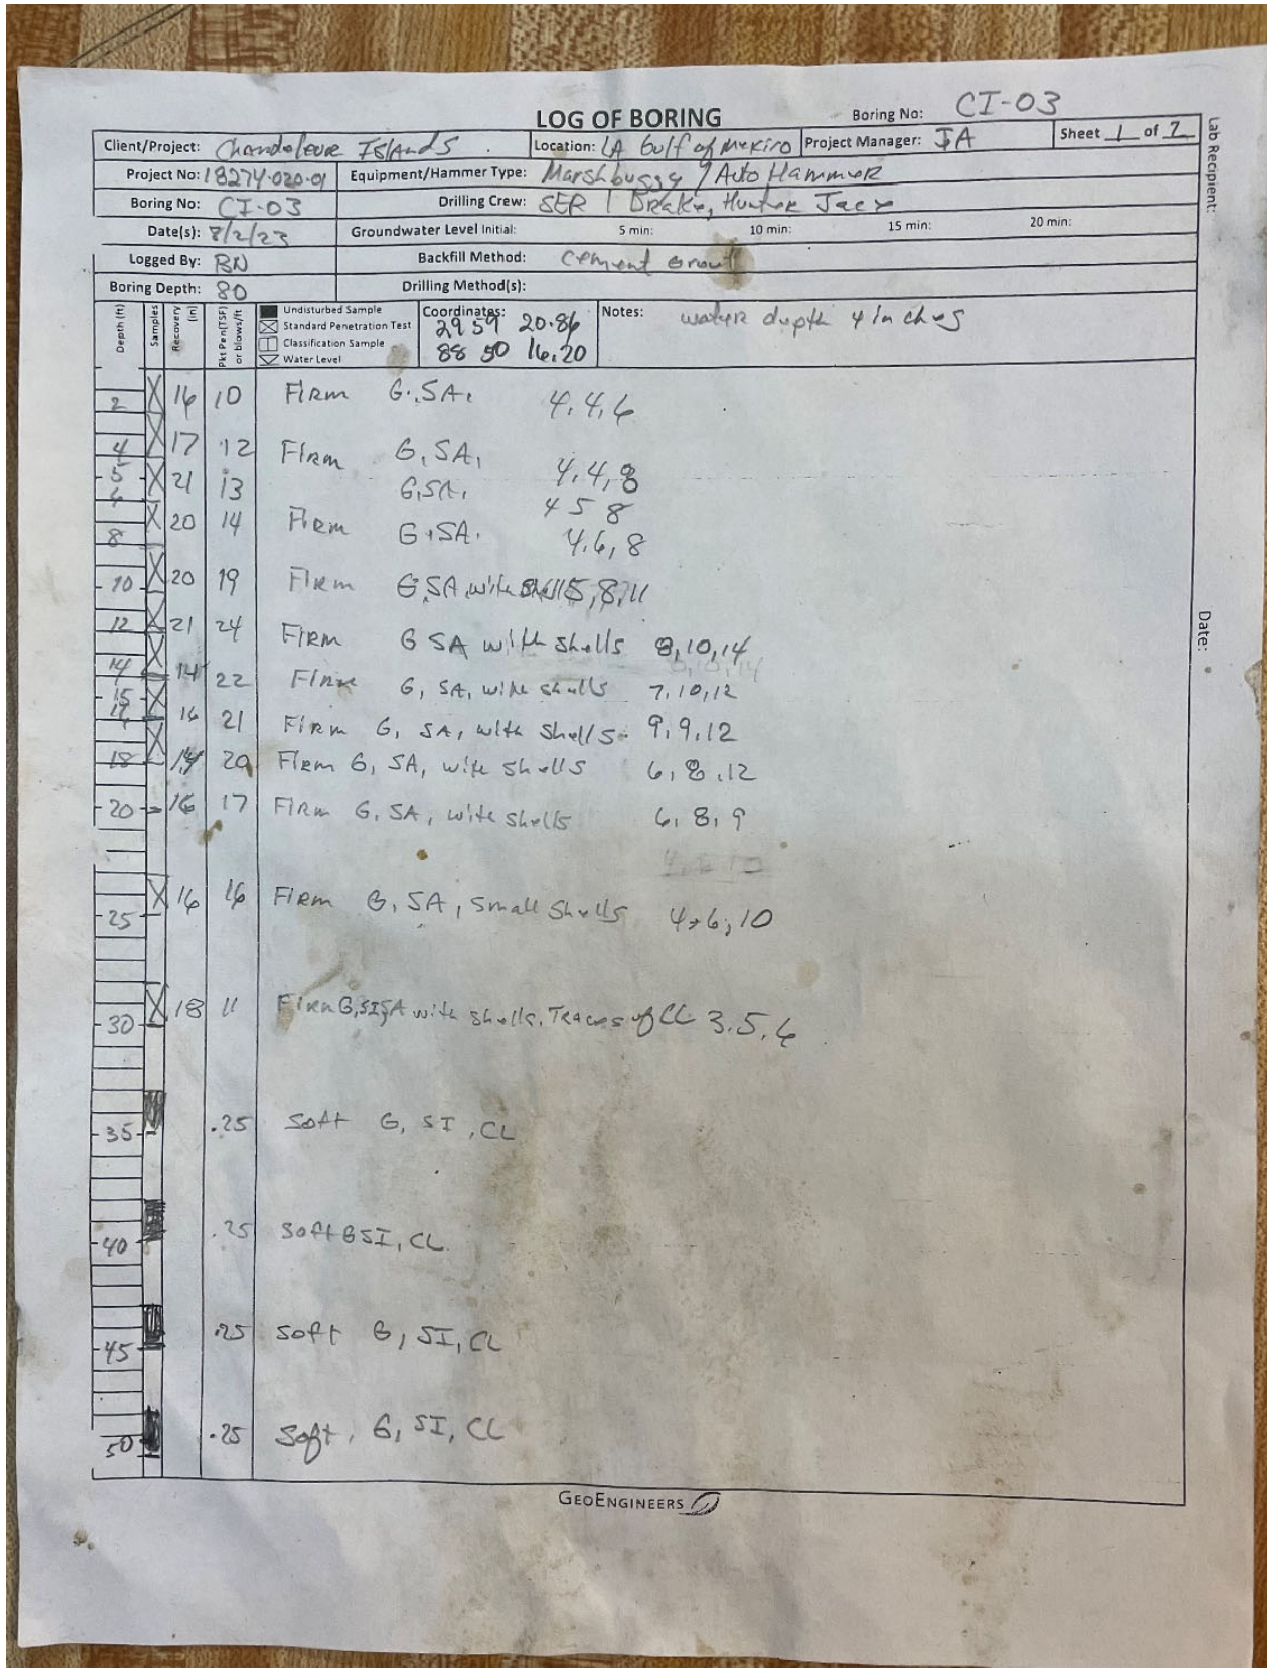 LOG OF BORING
Boring No: CI-03
Client/Project: Chandeleur Islands
Location: LA Gulf of Mexico
Project Manager: JA
Sheet 1 of 2
Lab Recipient:
Project No: 18274-020-01
Equipment/Hammer Type: Marshbuggy / Auto Hammer
Boring No: CI-03
Drilling Crew: SER / Drake, Hunter
Date(s): 8/2/23
Groundwater Level Initial: 5 min: 10 min: 15 min: 20 min:
Logged By: BN
Backfill Method: Cement Grout
Boring Depth: 80
Drilling Method(s):
Depth (ft)
Samples
Recovery (in)
Pkt Pen(TSF) or blows/ft
Undisturbed Sample
Standard Penetration Test
Classification Sample
Water Level
Coordinates:
29 59 20.86
88 50 16.20
Notes: water depth 4 inches
2 16 10 Firm G, SA, 4,4,6
4 17 12 Firm G, SA, 4,4,8
5
6 21 13 G, SA, 4 5 8
8 20 14 Firm G, SA, 4,6,8
10 20 19 Firm G, SA, with 5,8,11
12 21 24 Firm G SA with shells 8,10,14
14 14 22 Firm G, SA, with shells 7,10,12
15
16 21 Firm G, SA, with shells 9,9,12
18 14 20 Firm G, SA, with shells 6,8,12
20 16 17 Firm G, SA, with shells 6,8,9
25 16 16 Firm G, SA, small shells 4,6,10
30 18 11 Firm G, SI, SA with shells, Traces of CL 3,5,6
35 .25 Soft G, SI, CL
40 .25 Soft G SI, CL
45 .25 Soft G, SI, CL
50 .25 Soft, G, SI, CL
Date:
GEOENGINEERS